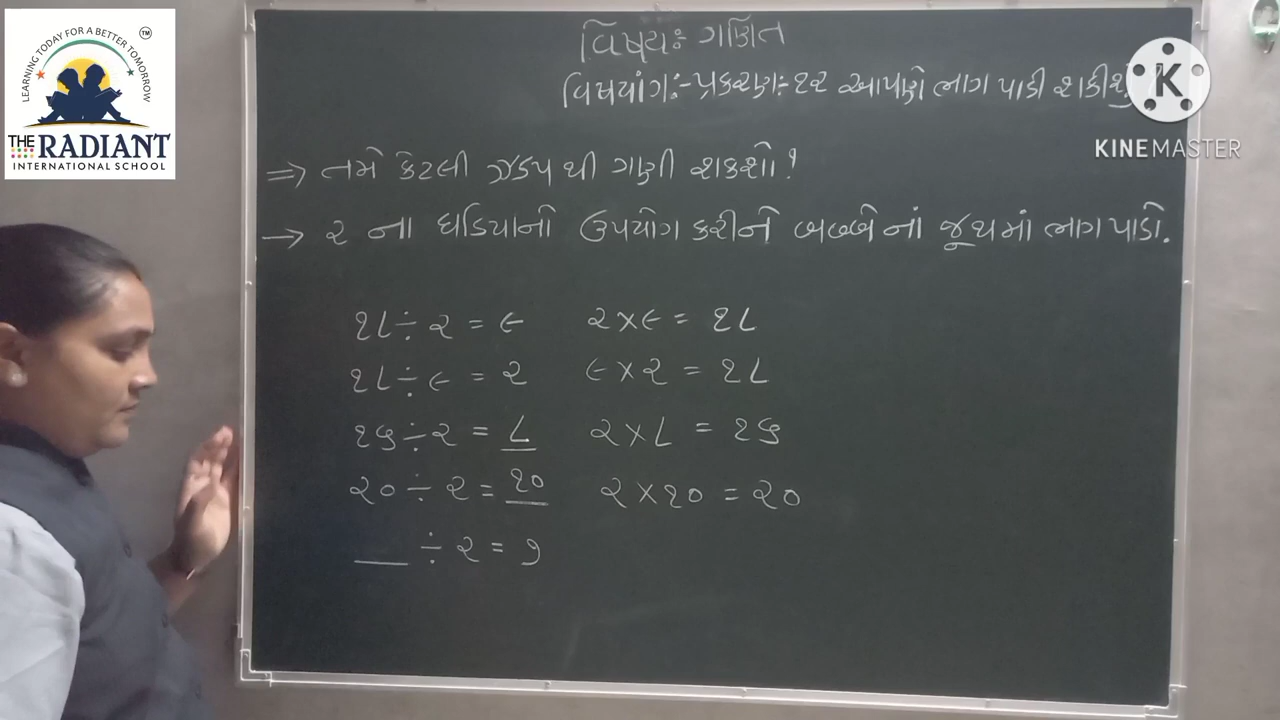 LEARNING TODAY FOR A BETTER TOMORROW
TM
THE RADIANT
INTERNATIONAL SCHOOL
વિષયઃ ગણિત
વિષયાંગઃ- પ્રકરણઃ- ૧૨ આપણે ભાગ પાડી શકીશું
K
KINEMASTER
⇒ તમે કેટલી ઝડપથી ગણી શકશો?
→ ૨ ના ઘડિયાનો ઉપયોગ કરીને બબ્બેનાં જૂથમાં ભાગ પાડો.
૧૮ ÷ ૨ = ૯ ૨ × ૯ = ૧૮
૧૮ ÷ ૯ = ૨ ૯ × ૨ = ૧૮
૧૬ ÷ ૨ = ૮ ૨ × ૮ = ૧૬
૨૦ ÷ ૨ = ૧૦ ૨ × ૧૦ = ૨૦
__ ÷ ૨ = ૭